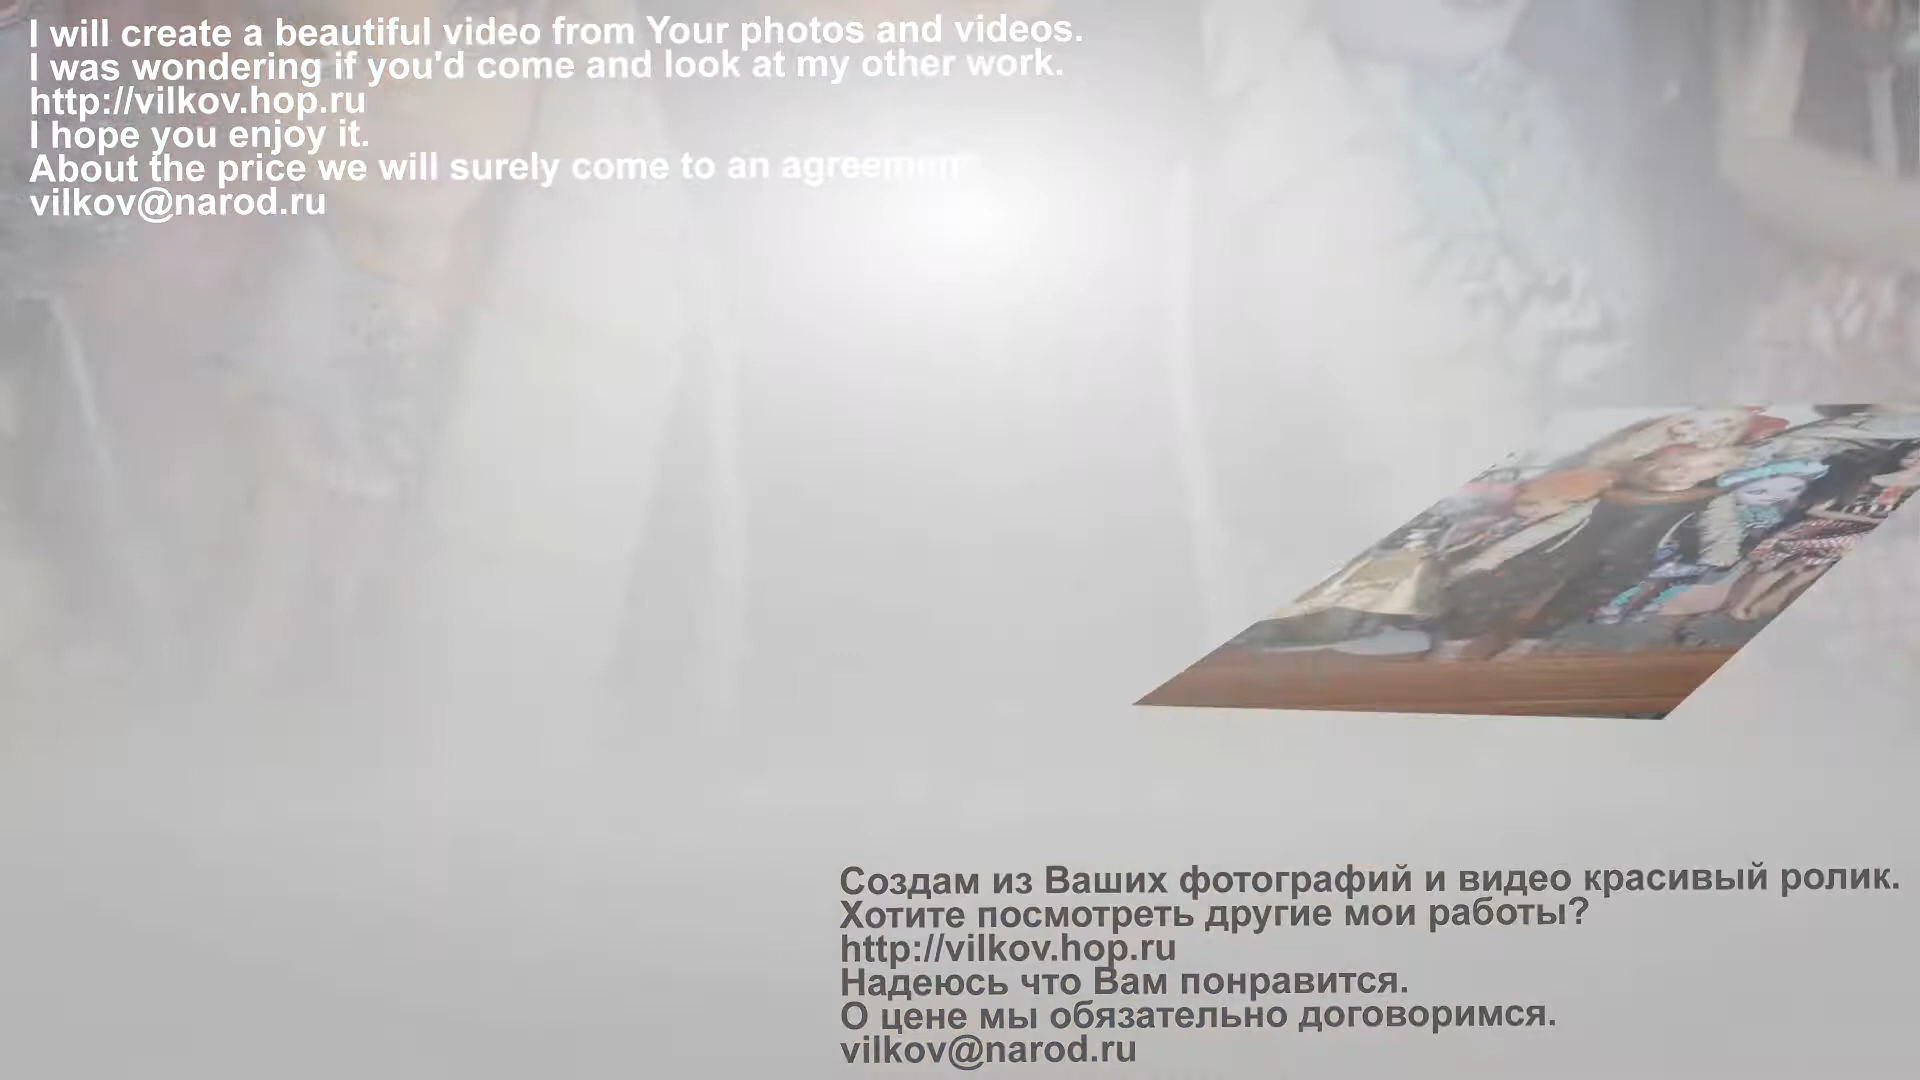 I will create a beautiful video from Your photos and videos.
I was wondering if you'd come and look at my other work.
http://vilkov.hop.ru
I hope you enjoy it.
About the price we will surely come to an
vilkov@narod.ru
Создам из Ваших фотографий и видео красивый ролик.
Хотите посмотреть другие мои работы?
http://vilkov.hop.ru
Надеюсь что Вам понравится.
О цене мы обязательно договоримся.
vilkov@narod.ru